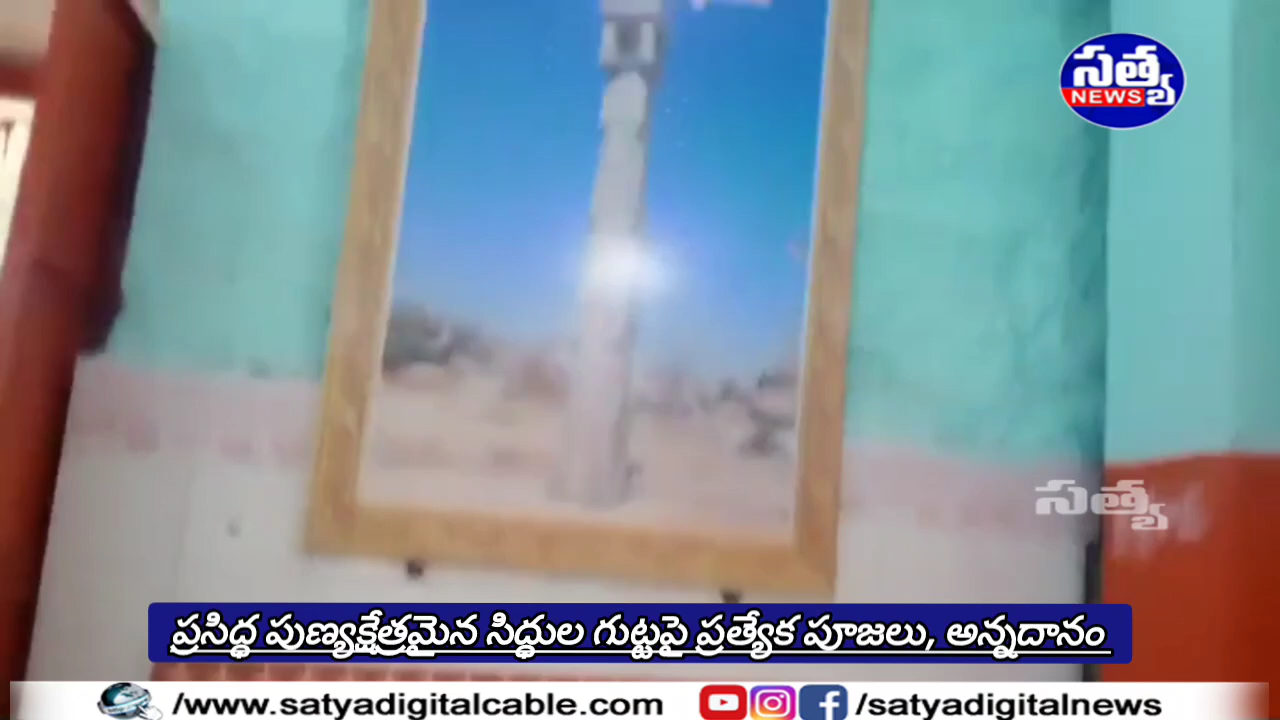 సత్య
NEWS
సత్య
ప్రసిద్ధ పుణ్యక్షేత్రమైన సిద్ధుల గుట్టపై ప్రత్యేక పూజలు, అన్నదానం
/www.satyadigitalcable.com
/satyadigitalnews